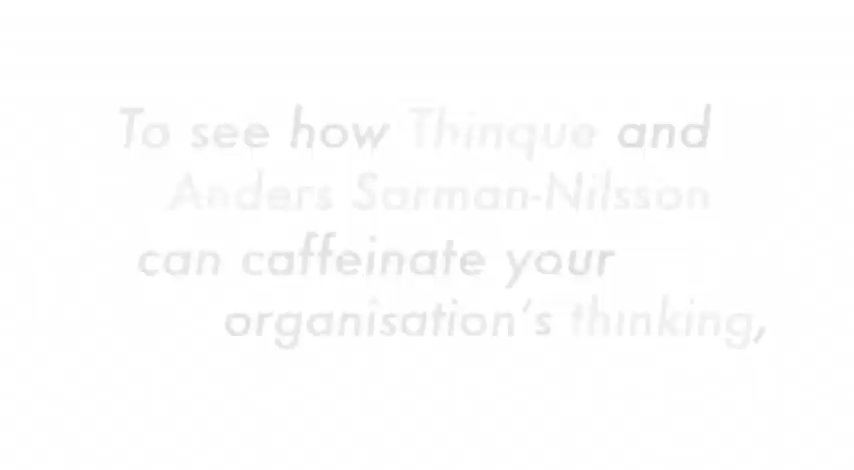 To see how Thinque and
Anders Sorman-Nilsson
can caffeinate your
organisation's thinking,